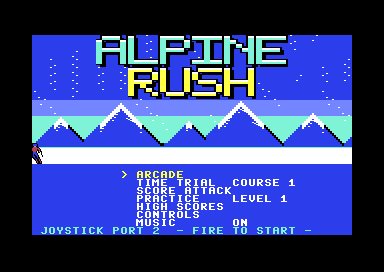 ALPINE
RUSH
> ARCADE
TIME TRIAL COURSE 1
SCORE ATTACK
PRACTICE LEVEL 1
HIGH SCORES
CONTROLS
MUSIC ON
JOYSTICK PORT 2 - FIRE TO START -